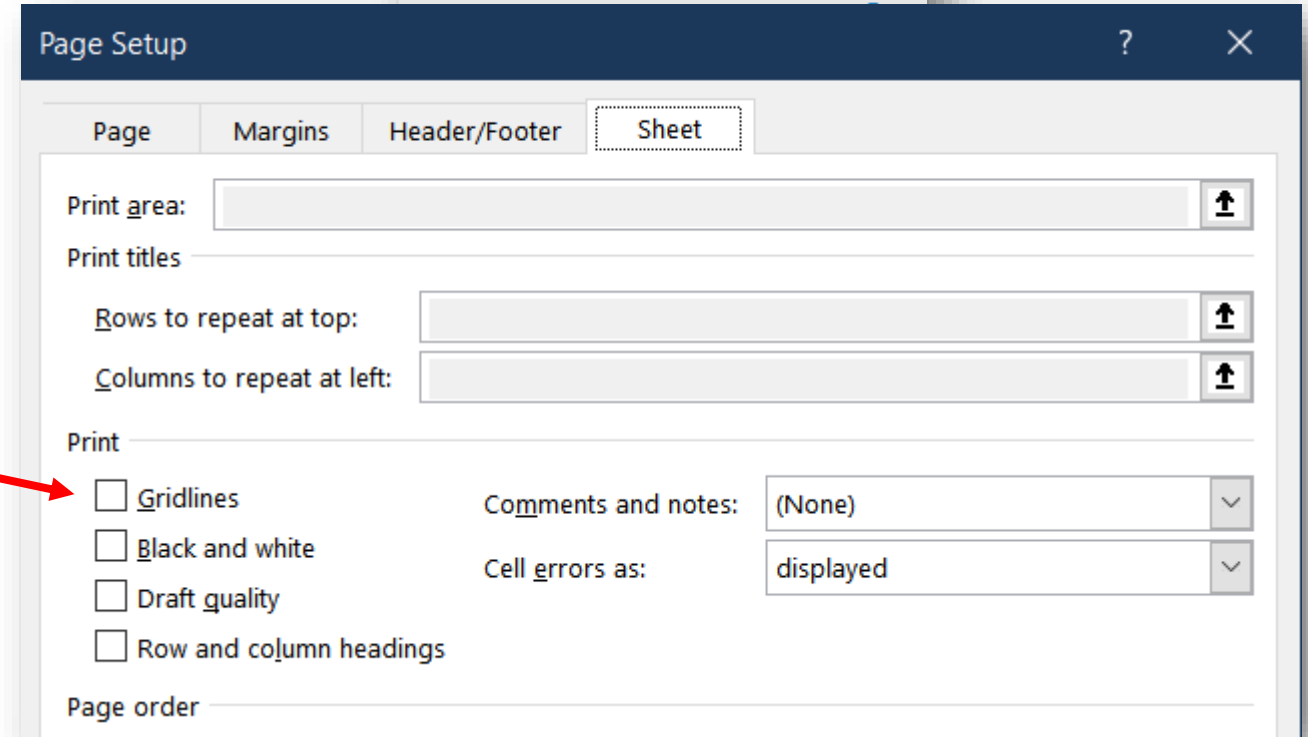 Page Setup ?
Page Margins Header/Footer Sheet
Print area:
Print titles
Rows to repeat at top:
Columns to repeat at left:
Print
Gridlines Comments and notes: (None)
Black and white
Cell errors as: displayed
Draft quality
Row and column headings
Page order